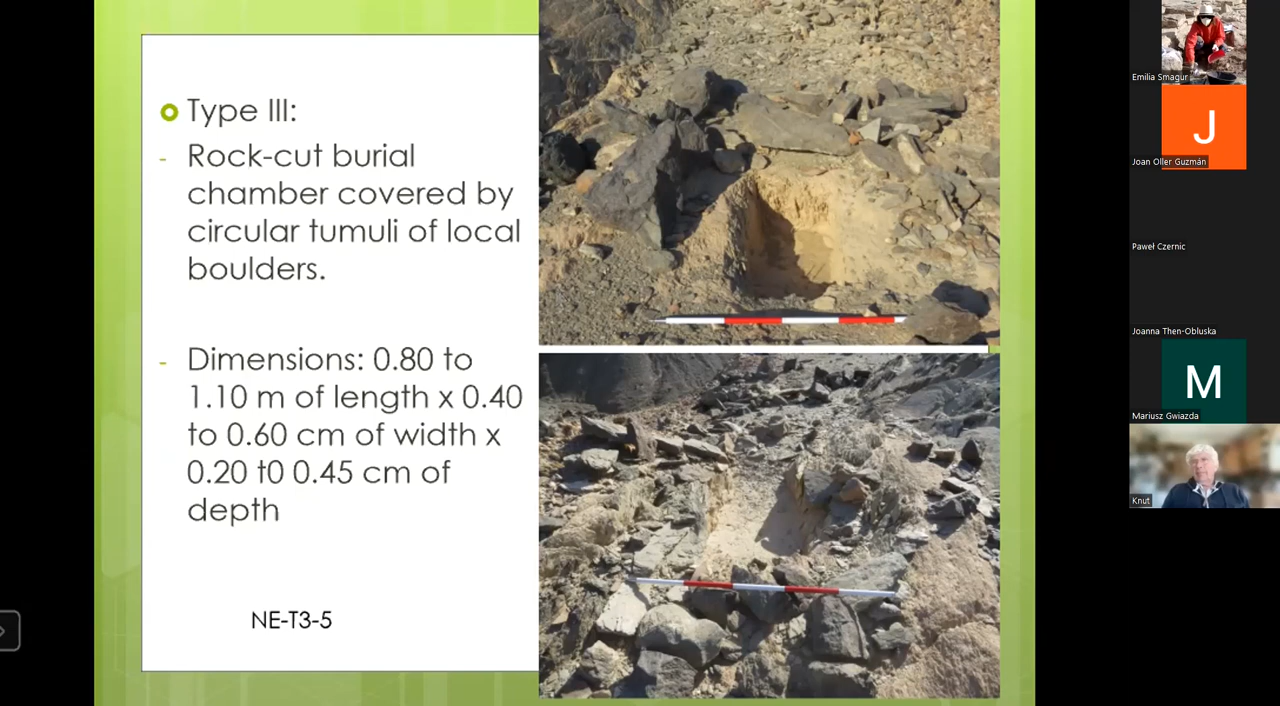 Type III:
- Rock-cut burial
chamber covered by
circular tumuli of local
boulders.
- Dimensions: 0.80 to
1.10 m of length x 0.40
to 0.60 cm of width x
0.20 t0 0.45 cm of
depth
NE-T3-5
Emilia Smagur
J
Joan Oller Guzmán
Paweł Czernic
Joanna Then-Obluska
M
Mariusz Gwiazda
Knut